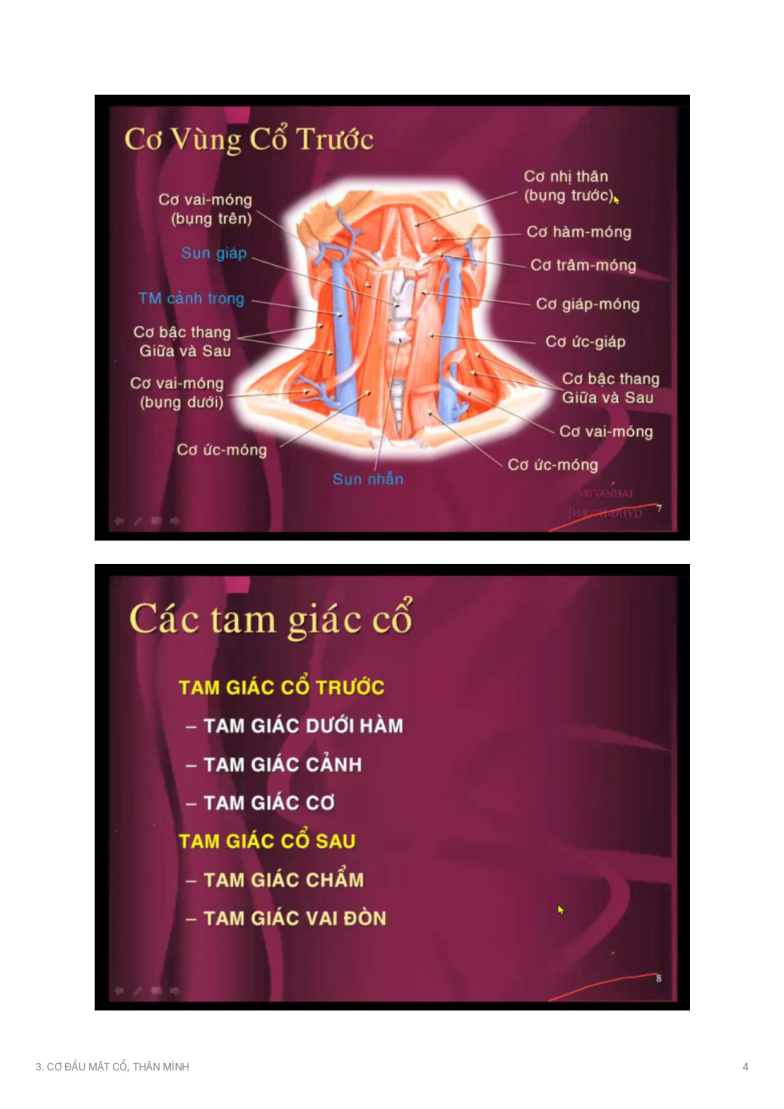 Cơ Vùng Cổ Trước
Cơ vai-móng
(bụng trên)
Sụn giáp
TM cảnh trong
Cơ bậc thang
Giữa và Sau
Cơ vai-móng
(bụng dưới)
Cơ ức-móng
Sụn nhẫn
Cơ nhị thân
(bụng trước)
Cơ hàm-móng
Cơ trâm-móng
Cơ giáp-móng
Cơ ức-giáp
Cơ bậc thang
Giữa và Sau
Cơ vai-móng
Cơ ức-móng
VOVANHAI
7
Các tam giác cổ
TAM GIÁC CỔ TRƯỚC
– TAM GIÁC DƯỚI HÀM
– TAM GIÁC CẢNH
– TAM GIÁC CƠ
TAM GIÁC CỔ SAU
– TAM GIÁC CHẨM
– TAM GIÁC VAI ĐÒN
8
3. CƠ ĐẦU MẶT CỔ, THÂN MÌNH
4